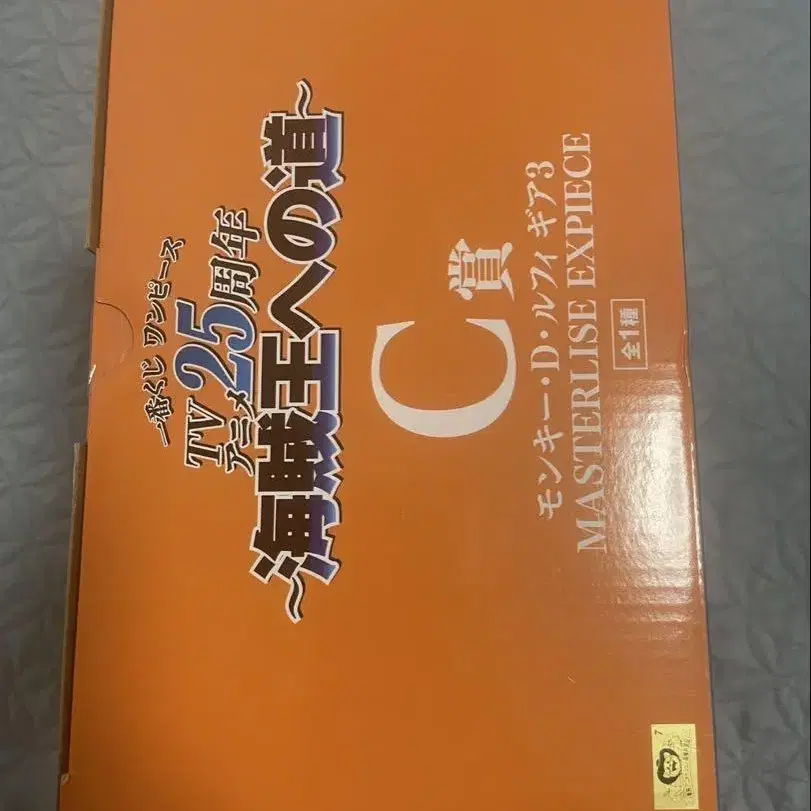 一番くじ ワンピース
TVアニメ25周年
～海賊王への道～
C賞
モンキー・D・ルフィ ギア3
MASTERLISE EXPIECE
全1種
7